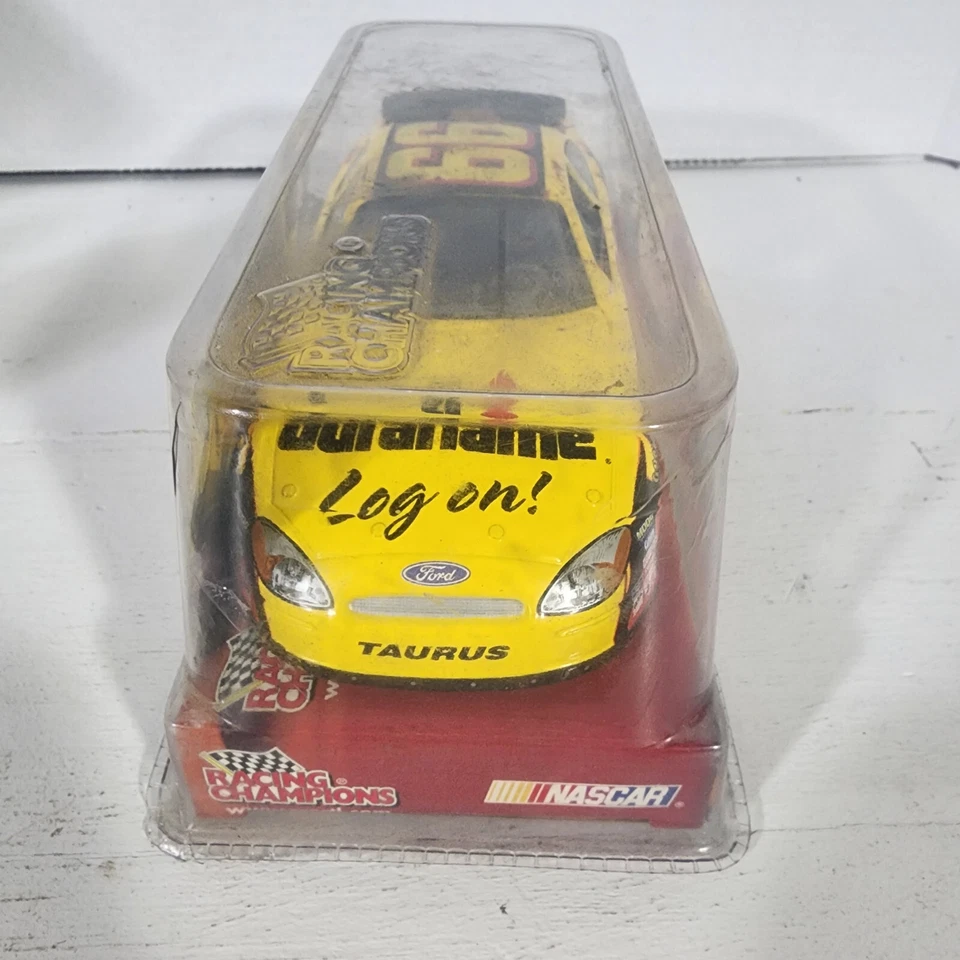 99
RACING®
CHAMPIONS
duraflame®
Log on!
Ford
TAURUS
RACING®
CHAMPIONS
NASCAR®